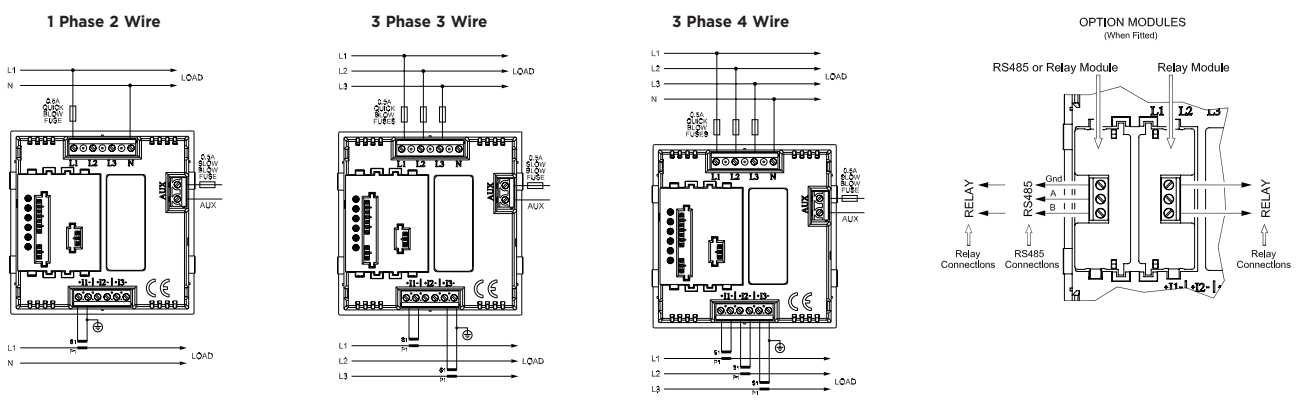 1 Phase 2 Wire
L1
N
LOAD
0.5A
QUICK
BLOW
FUSE
L1 L2 L3 N
0.5A
SLOW
BLOW
FUSE
AUX
AUX
+I1- +I2- +I3-
CE
S1
P1
L1
N
LOAD
3 Phase 3 Wire
L1
L2
L3
LOAD
0.5A
QUICK
BLOW
FUSES
L1 L2 L3 N
0.5A
SLOW
BLOW
FUSE
AUX
AUX
+I1- +I2- +I3-
CE
S1
P1
S1
P1
L1
L2
L3
LOAD
3 Phase 4 Wire
L1
L2
L3
N
LOAD
0.5A
QUICK
BLOW
FUSES
L1 L2 L3 N
0.5A
SLOW
BLOW
FUSE
AUX
AUX
+I1- +I2- +I3-
CE
S1
P1
S1
P1
S1
P1
L1
L2
L3
LOAD
OPTION MODULES
(When Fitted)
RS485 or Relay Module
Relay Module
L1 L2 L3
Gnd
A
B
RELAY
RS485
RELAY
Relay
Connections
RS485
Connections
Relay
Connections
+I1- +I2-